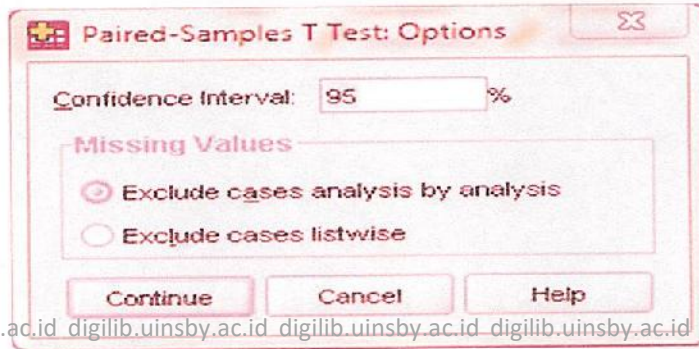 Paired-Samples T Test: Options
Confidence Interval: 95 %
Missing Values
Exclude cases analysis by analysis
Exclude cases listwise
Continue Cancel Help
.ac.id digilib.uinsby.ac.id digilib.uinsby.ac.id digilib.uinsby.ac.id